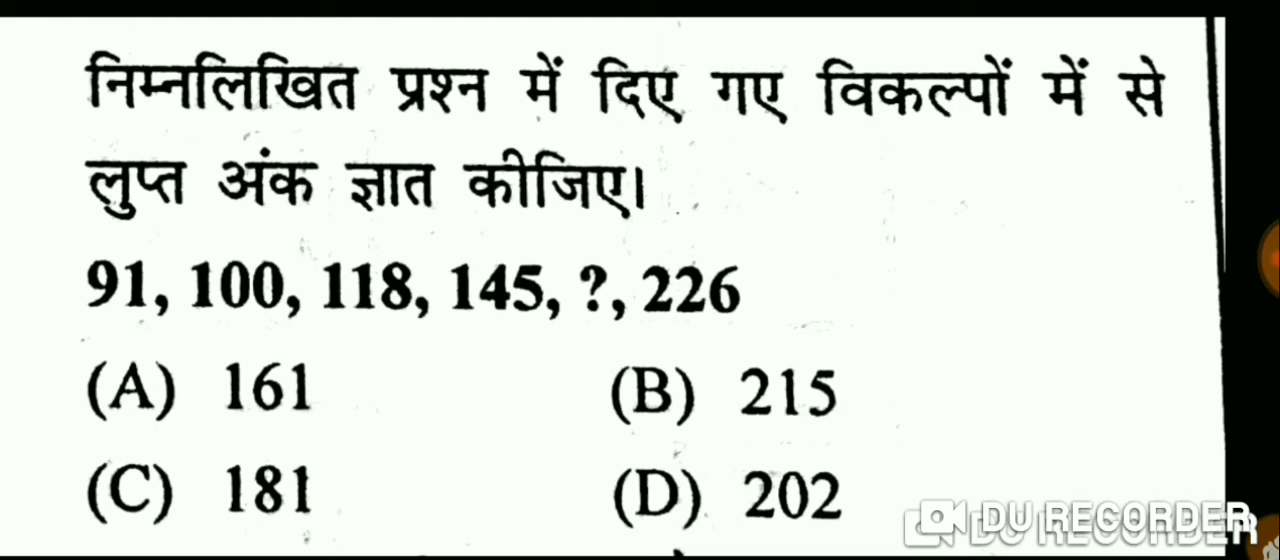 निम्नलिखित प्रश्न में दिए गए विकल्पों में से
लुप्त अंक ज्ञात कीजिए।
91, 100, 118, 145, ?, 226
(A) 161 (B) 215
(C) 181 (D) 202
DU RECORDER